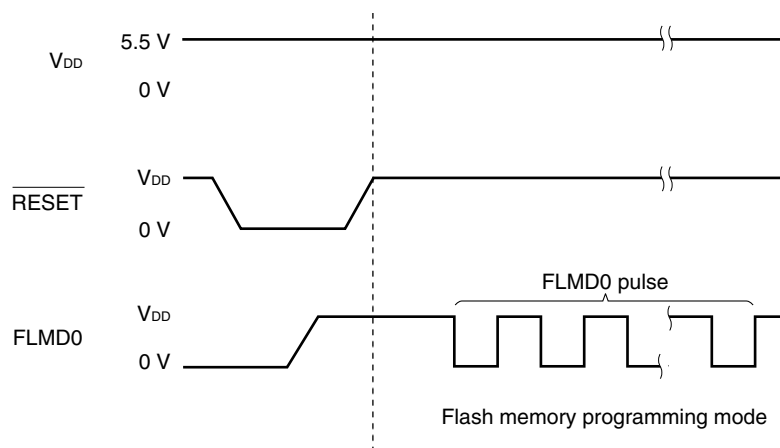 5.5 V
VDD
0 V
VDD
RESET
0 V
FLMD0 pulse
VDD
FLMD0
0 V
Flash memory programming mode